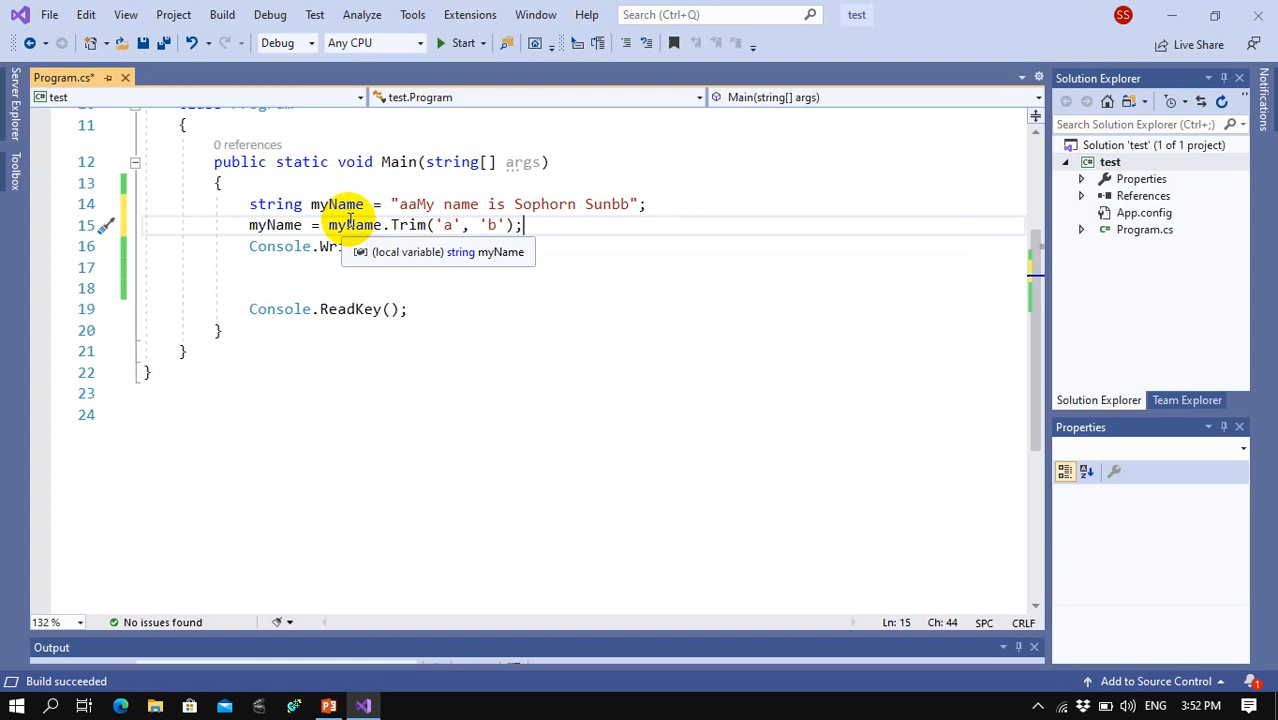 File Edit View Project Build Debug Test Analyze Tools Extensions Window Help Search (Ctrl+Q) test SS
Debug Any CPU Start Live Share
Program.cs* Solution Explorer
test test.Program Main(string[] args)
Search Solution Explorer (Ctrl+;)
Server Explorer
Toolbox
Notifications
11 {
0 references
12 public static void Main(string[] args)
13 {
14 string myName = "aaMy name is Sophorn Sunbb";
15 myName = myName.Trim('a', 'b');
16 Console.Wri
(local variable) string myName
17
18
19 Console.ReadKey();
20 }
21 }
22 }
23
24
Solution 'test' (1 of 1 project)
test
Properties
References
App.config
Program.cs
Solution Explorer Team Explorer
Properties
132 % No issues found Ln: 15 Ch: 44 SPC CRLF
Output
Build succeeded Add to Source Control 1
ENG 3:52 PM